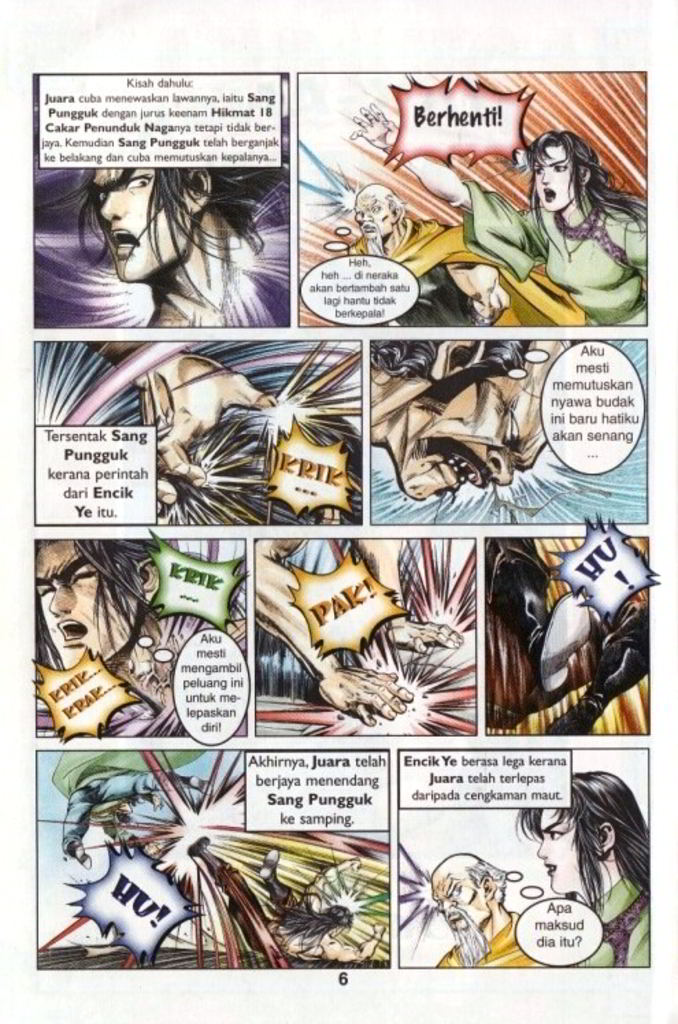 Kisah dahulu:
Juara cuba menewaskan lawannya, iaitu Sang
Pungguk dengan jurus keenam Hikmat 18
Cakar Penunduk Naganya tetapi tidak ber-
jaya. Kemudian Sang Pungguk telah berganjak
ke belakang dan cuba memutuskan kepalanya...
Berhenti!
Heh,
heh ... di neraka
akan bertambah satu
lagi hantu tidak
berkepala!
Tersentak Sang
Pungguk
kerana perintah
dari Encik
Ye itu.
KRIK
...
Aku
mesti
memutuskan
nyawa budak
ini baru hatiku
akan senang
...
KRIK
...
KRIK...
KRAK...
Aku
mesti
mengambil
peluang ini
untuk me-
lepaskan
diri!
PAK!
HU
!
Akhirnya, Juara telah
berjaya menendang
Sang Pungguk
ke samping.
HU!
Encik Ye berasa lega kerana
Juara telah terlepas
daripada cengkaman maut.
Apa
maksud
dia itu?
6